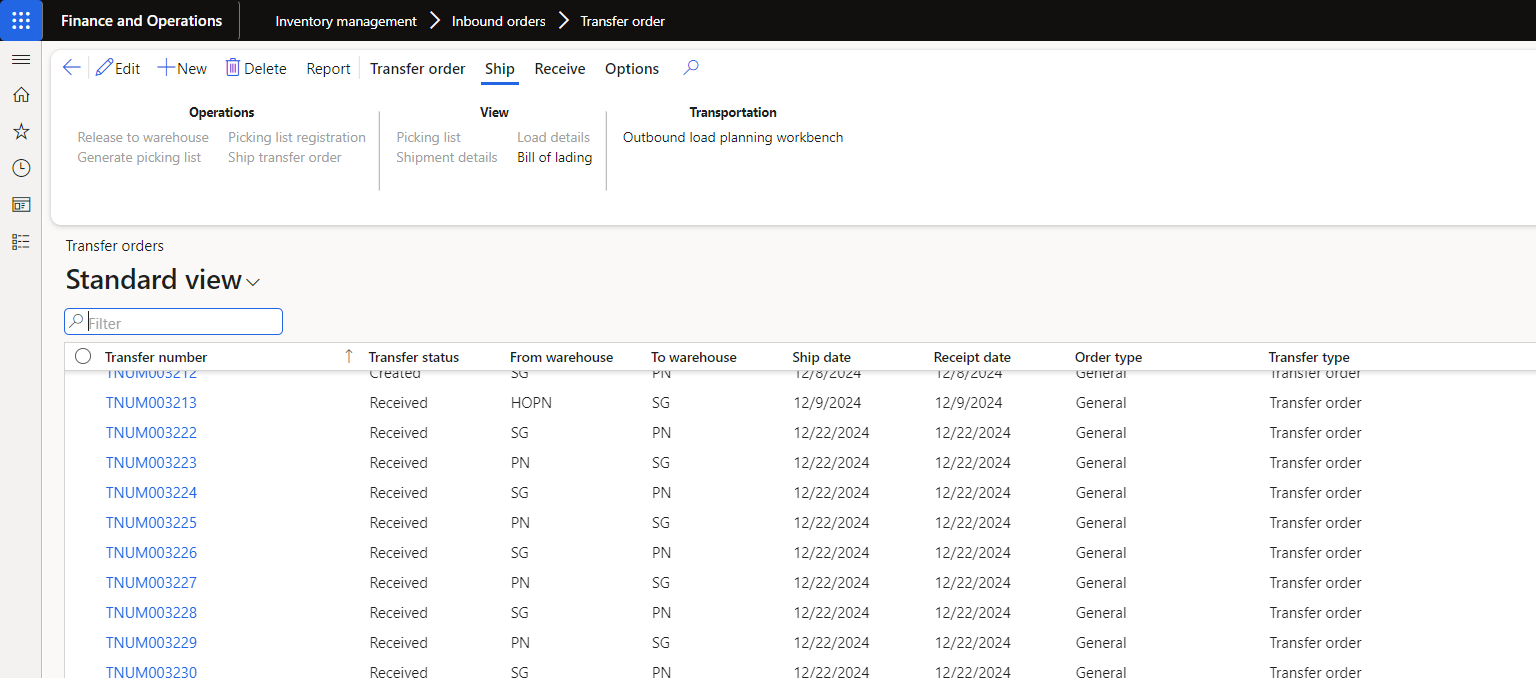 Finance and Operations Inventory management Inbound orders Transfer order
Edit New Delete Report Transfer order Ship Receive Options
Operations View Transportation
Release to warehouse Picking list registration Picking list Load details Outbound load planning workbench
Generate picking list Ship transfer order Shipment details Bill of lading
Transfer orders
Standard view
Filter
Transfer number Transfer status From warehouse To warehouse Ship date Receipt date Order type Transfer type
TNUM003212 Created SG PN 12/8/2024 12/8/2024 General Transfer order
TNUM003213 Received HOPN SG 12/9/2024 12/9/2024 General Transfer order
TNUM003222 Received SG PN 12/22/2024 12/22/2024 General Transfer order
TNUM003223 Received PN SG 12/22/2024 12/22/2024 General Transfer order
TNUM003224 Received SG PN 12/22/2024 12/22/2024 General Transfer order
TNUM003225 Received PN SG 12/22/2024 12/22/2024 General Transfer order
TNUM003226 Received SG PN 12/22/2024 12/22/2024 General Transfer order
TNUM003227 Received PN SG 12/22/2024 12/22/2024 General Transfer order
TNUM003228 Received SG PN 12/22/2024 12/22/2024 General Transfer order
TNUM003229 Received PN SG 12/22/2024 12/22/2024 General Transfer order
TNUM003230 Received SG PN 12/22/2024 12/22/2024 General Transfer order